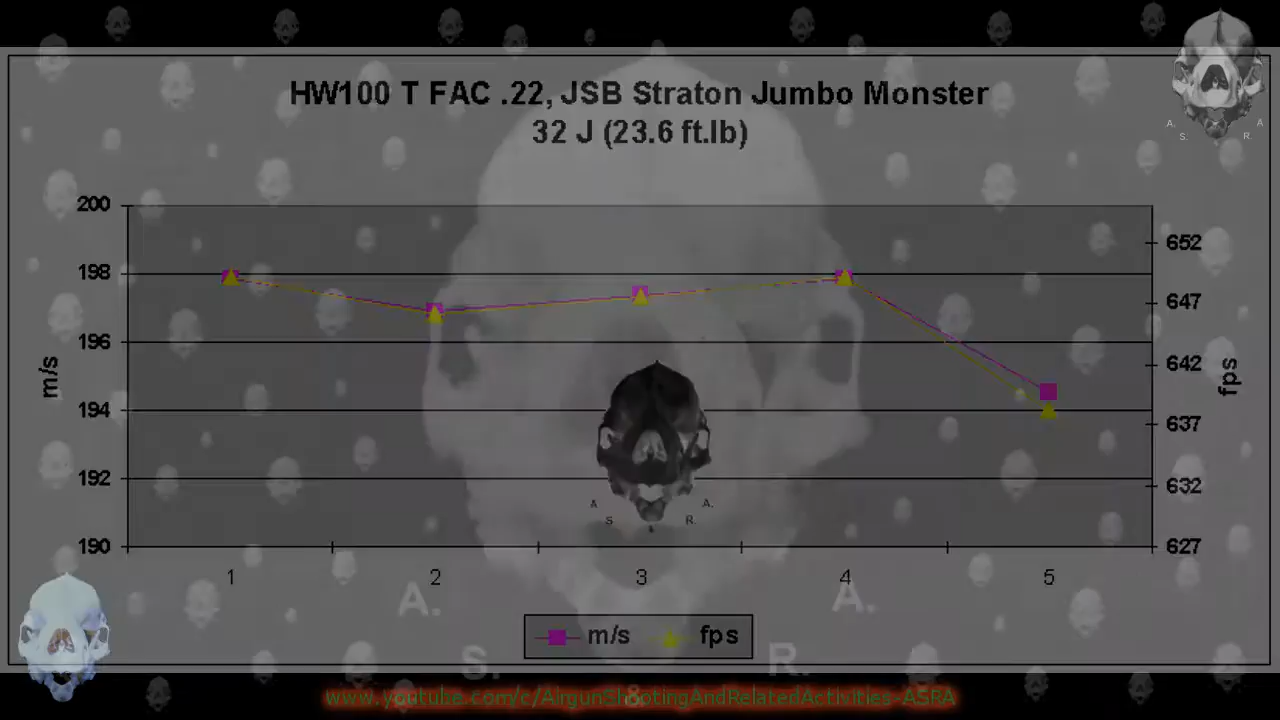 HW100 T FAC .22, JSB Straton Jumbo Monster
32 J (23.6 ft.lb)
A. A
S. R.
200
198
196
194
192
190
m/s
652
647
642
637
632
627
fps
A A.
S R.
1 2 3 4 5
A. A.
S. R.
m/s fps
&
www.youtube.com/c/AirgunShootingAndRelatedActivities-ASRA